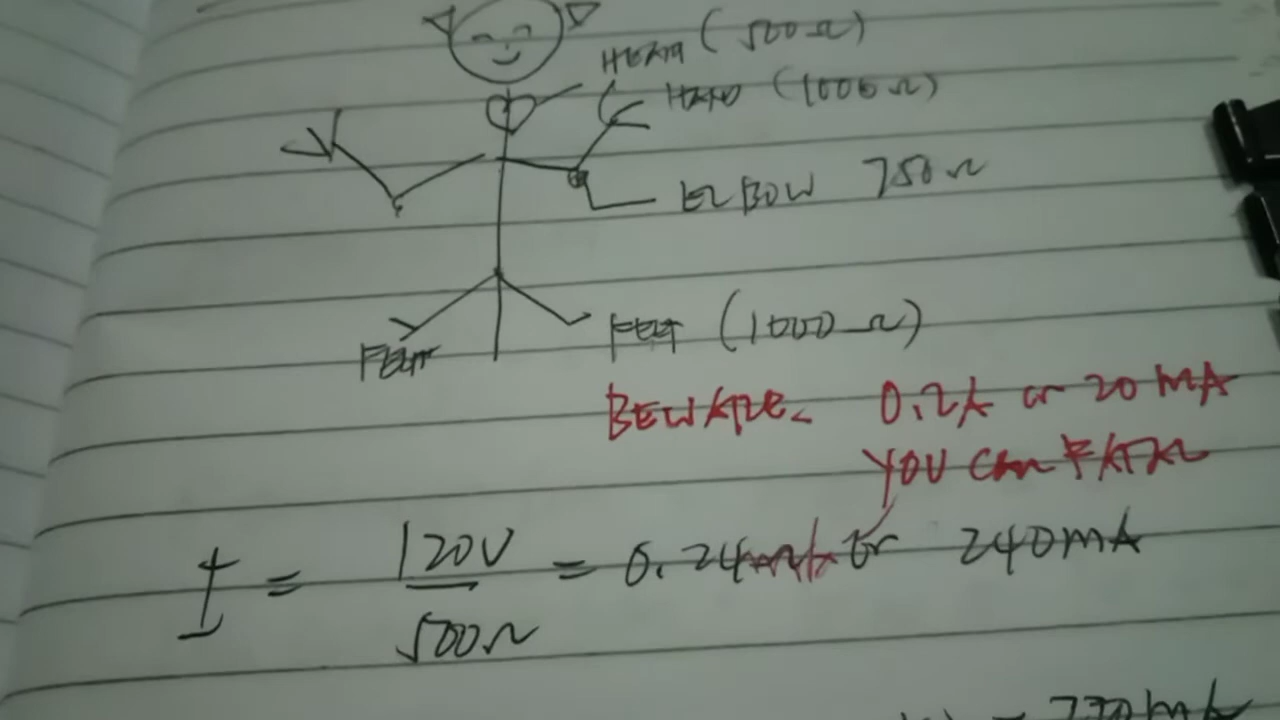 HEAD (500Ω)
HAND (1000Ω)
ELBOW 750Ω
FEET (1000Ω)
FEET
BEWARE. 0.2A or 20 MA
YOU can FATAL
I = 120V = 0.24 or 240mA
500Ω
= 770mA